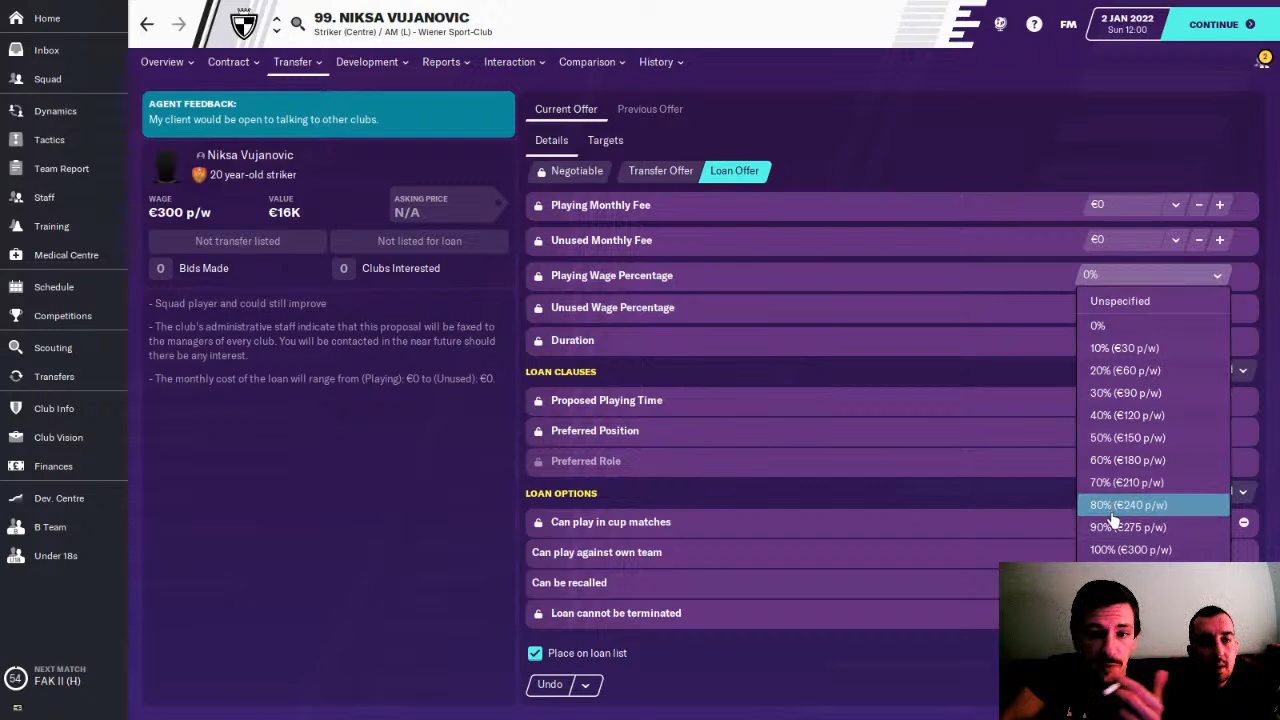 Home
Inbox
Squad
Dynamics
Tactics
Team Report
Staff
Training
Medical Centre
Schedule
Competitions
Scouting
Transfers
Club Info
Club Vision
Finances
Dev. Centre
B Team
Under 18s
54
NEXT MATCH
FAK II (H)
99. NIKSA VUJANOVIC
Striker (Centre) / AM (L) - Wiener Sport-Club
FM
2 JAN 2022
Sun 12:00
CONTINUE
2
Overview
Contract
Transfer
Development
Reports
Interaction
Comparison
History
AGENT FEEDBACK:
My client would be open to talking to other clubs.
Niksa Vujanovic
20 year-old striker
WAGE
€300 p/w
VALUE
€16K
ASKING PRICE
N/A
Not transfer listed
Not listed for loan
0 Bids Made
0 Clubs Interested
- Squad player and could still improve
- The club's administrative staff indicate that this proposal will be faxed
to the managers of every club. You will be contacted in the near future should
there be any interest.
- The monthly cost of the loan will range from (Playing): €0 to (Unused): €0.
Current Offer
Previous Offer
Details
Targets
Negotiable
Transfer Offer
Loan Offer
Playing Monthly Fee
€0
Unused Monthly Fee
€0
Playing Wage Percentage
0%
Unused Wage Percentage
Duration
LOAN CLAUSES
Proposed Playing Time
Preferred Position
Preferred Role
LOAN OPTIONS
Can play in cup matches
Can play against own team
Can be recalled
Loan cannot be terminated
Place on loan list
Undo
Unspecified
0%
10% (€30 p/w)
20% (€60 p/w)
30% (€90 p/w)
40% (€120 p/w)
50% (€150 p/w)
60% (€180 p/w)
70% (€210 p/w)
80% (€240 p/w)
90% (€275 p/w)
100% (€300 p/w)